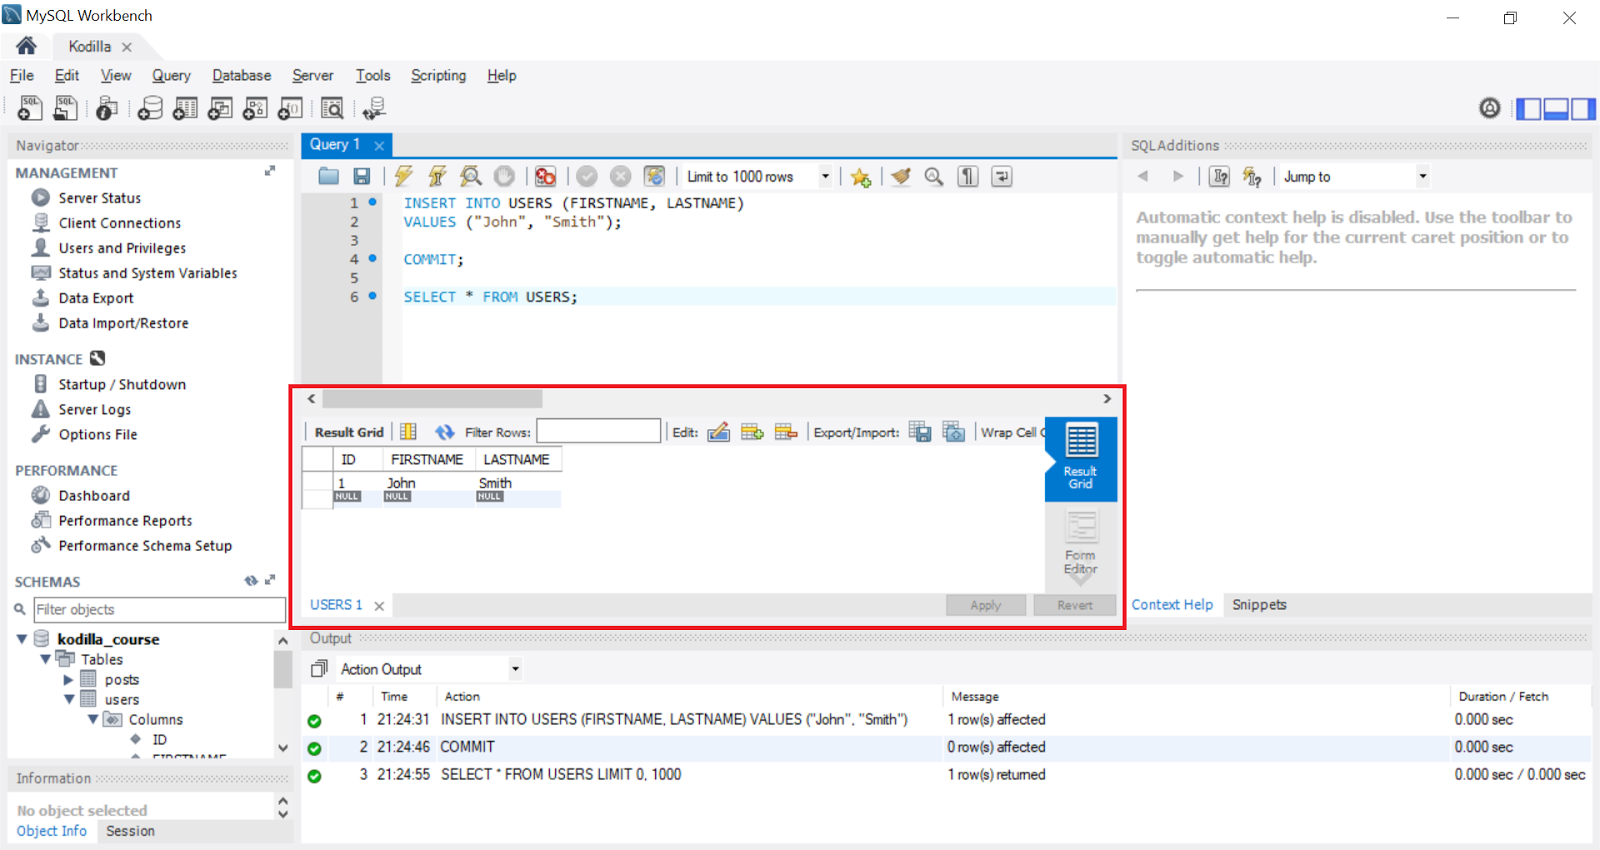 MySQL Workbench
Kodilla
File Edit View Query Database Server Tools Scripting Help
Navigator
MANAGEMENT
Server Status
Client Connections
Users and Privileges
Status and System Variables
Data Export
Data Import/Restore
INSTANCE
Startup / Shutdown
Server Logs
Options File
PERFORMANCE
Dashboard
Performance Reports
Performance Schema Setup
SCHEMAS
Filter objects
kodilla_course
Tables
posts
users
Columns
ID
FIRSTNAME
Information
No object selected
Object Info Session
Query 1
Limit to 1000 rows
1 INSERT INTO USERS (FIRSTNAME, LASTNAME)
2 VALUES ("John", "Smith");
3
4 COMMIT;
5
6 SELECT * FROM USERS;
Result Grid Filter Rows: Edit: Export/Import: Wrap Cell C
ID FIRSTNAME LASTNAME
1 John Smith
NULL NULL NULL
Result
Grid
Form
Editor
USERS 1 Apply Revert
SQLAdditions
Jump to
Automatic context help is disabled. Use the toolbar to
manually get help for the current caret position or to
toggle automatic help.
Context Help Snippets
Output
Action Output
# Time Action Message Duration / Fetch
1 21:24:31 INSERT INTO USERS (FIRSTNAME, LASTNAME) VALUES ("John", "Smith") 1 row(s) affected 0.000 sec
2 21:24:46 COMMIT 0 row(s) affected 0.000 sec
3 21:24:55 SELECT * FROM USERS LIMIT 0, 1000 1 row(s) returned 0.000 sec / 0.000 sec